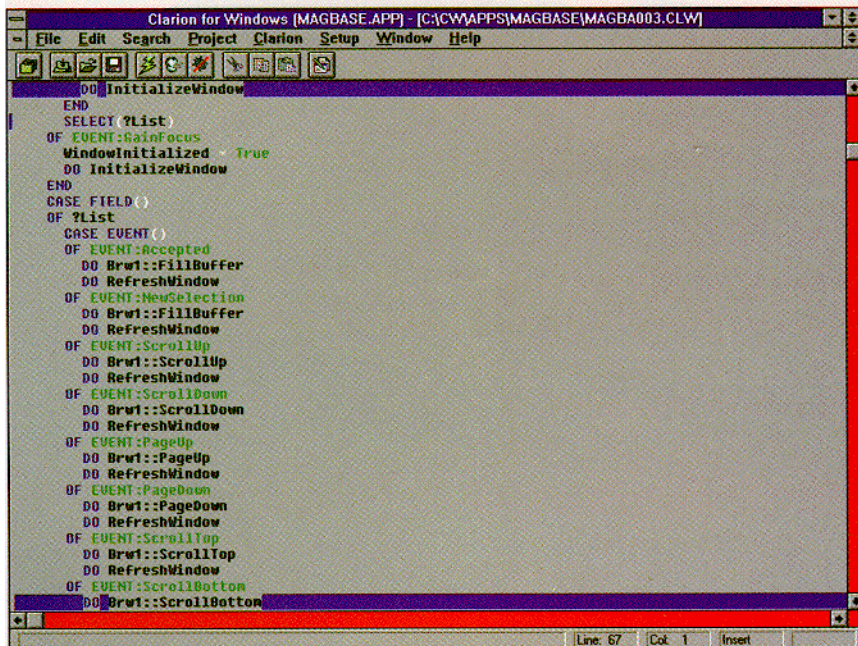 Clarion for Windows (MAGBASE.APP) - [C:\CW\APPS\MAGBASE\MAGBA003.CLW]
File Edit Search Project Clarion Setup Window Help
DO InitializeWindow
END
SELECT(?List)
OF EVENT:GainFocus
WindowInitialized = True
DO InitializeWindow
END
CASE FIELD()
OF ?List
CASE EVENT()
OF EVENT:Accepted
DO Brw1::FillBuffer
DO RefreshWindow
OF EVENT:NewSelection
DO Brw1::FillBuffer
DO RefreshWindow
OF EVENT:ScrollUp
DO Brw1::ScrollUp
DO RefreshWindow
OF EVENT:ScrollDown
DO Brw1::ScrollDown
DO RefreshWindow
OF EVENT:PageUp
DO Brw1::PageUp
DO RefreshWindow
OF EVENT:PageDown
DO Brw1::PageDown
DO RefreshWindow
OF EVENT:ScrollTop
DO Brw1::ScrollTop
DO RefreshWindow
OF EVENT:ScrollBottom
DO Brw1::ScrollBottom
Line: 67 Col: 1 Insert